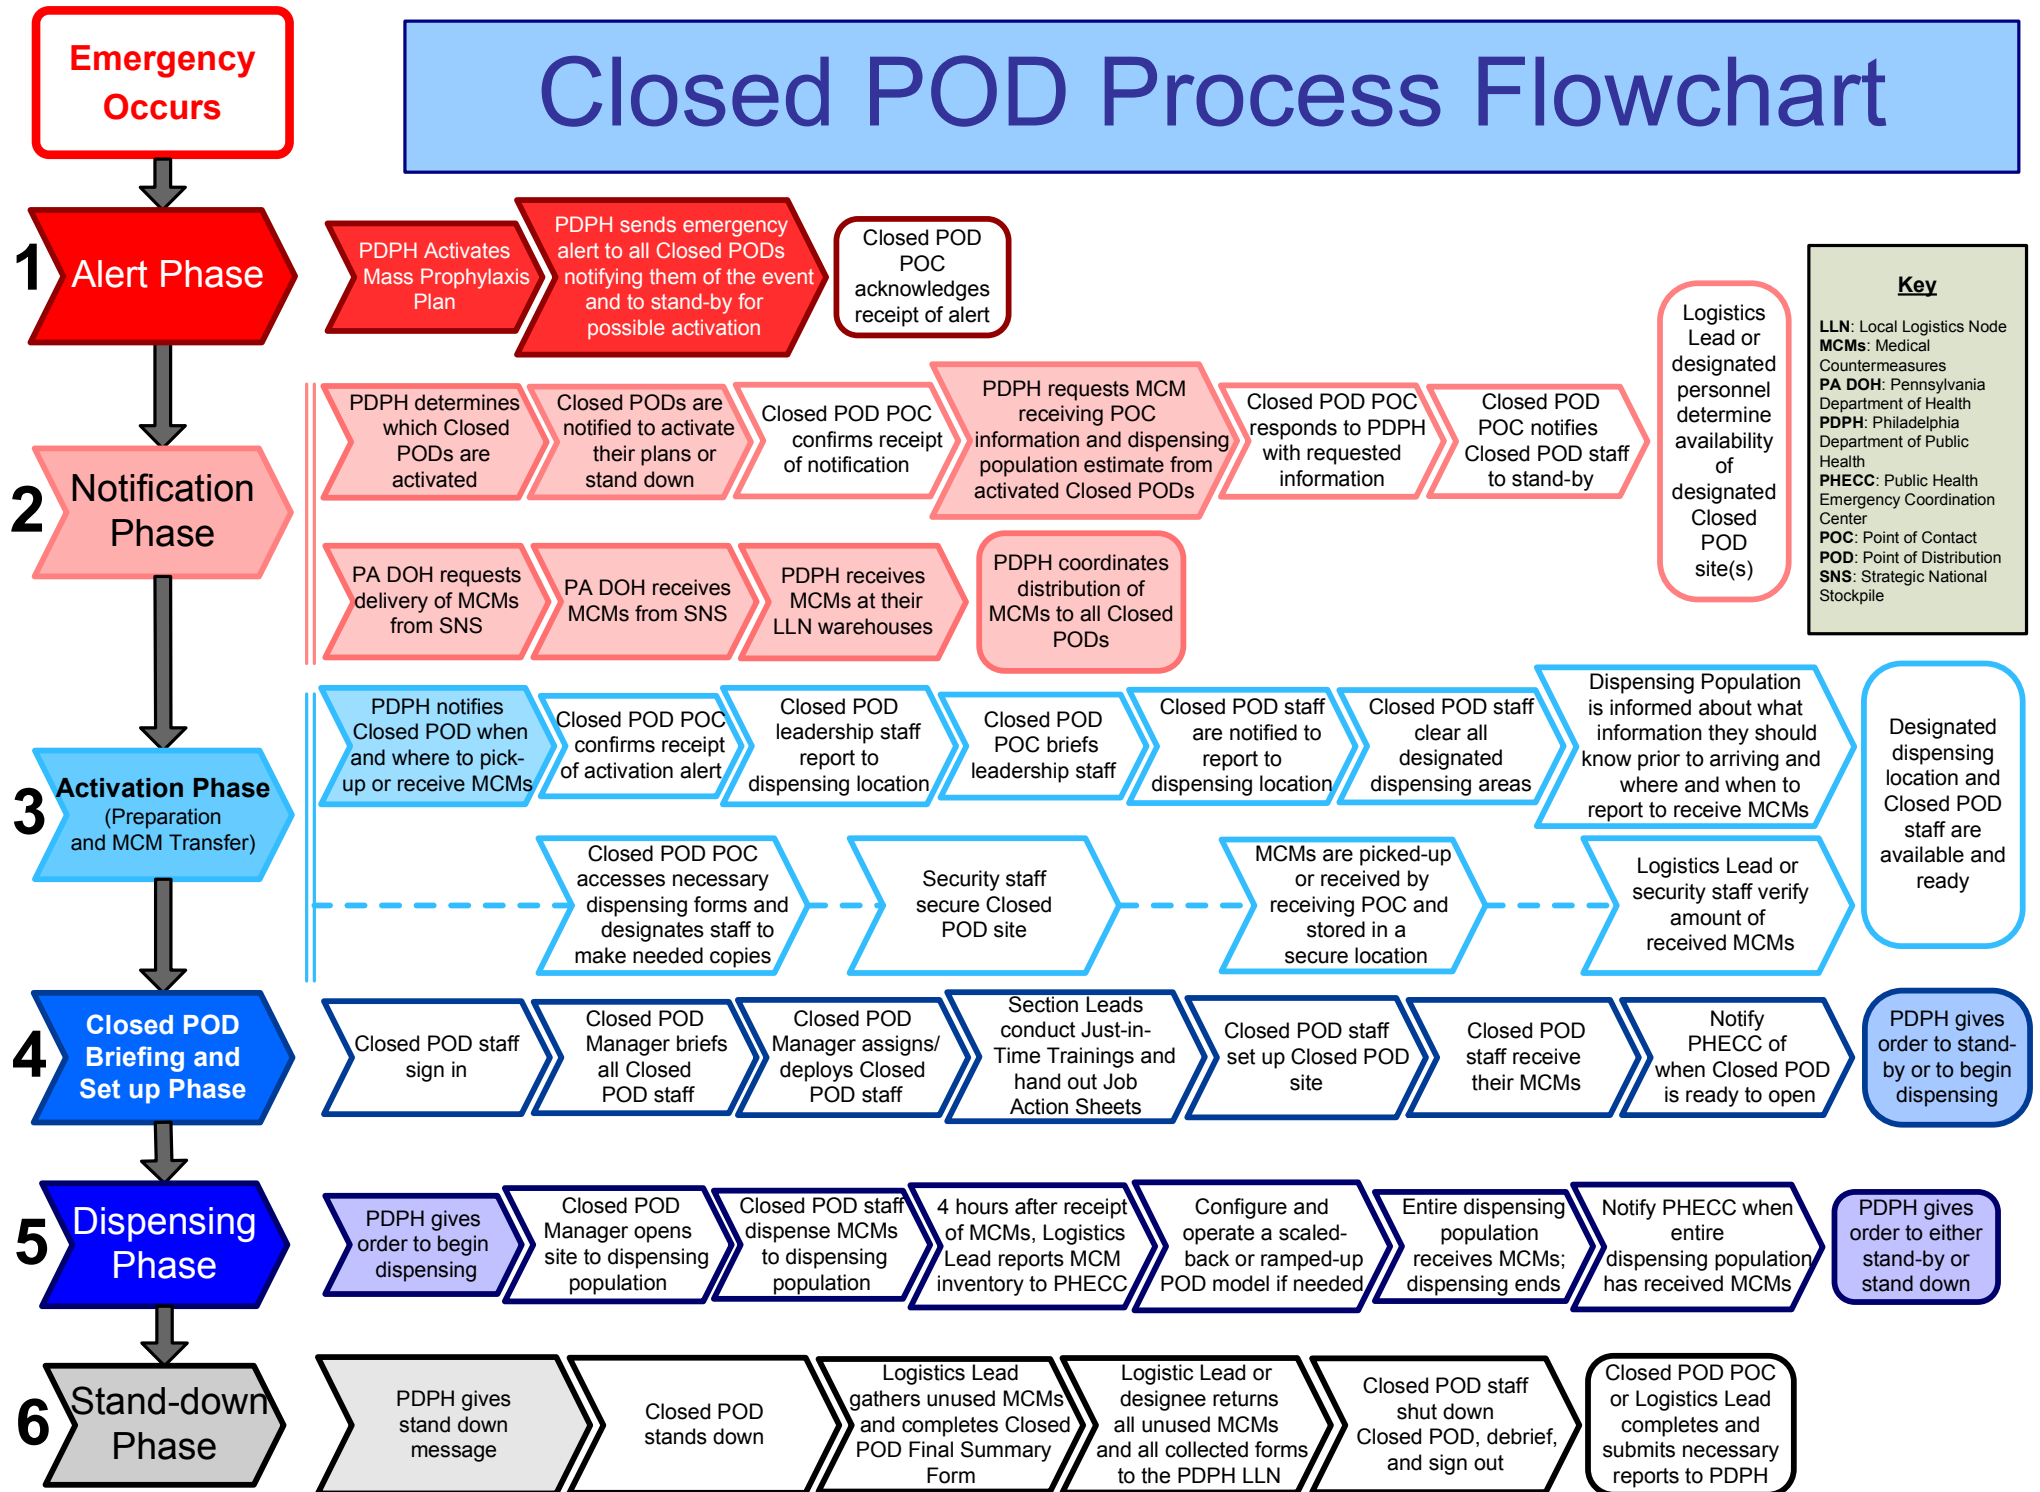 Emergency
Occurs
Closed POD Process Flowchart
1
Alert Phase
PDPH Activates
Mass Prophylaxis
Plan
PDPH sends emergency
alert to all Closed PODs
notifying them of the event
and to stand-by for
possible activation
Closed POD
POC
acknowledges
receipt of alert
Key
LLN: Local Logistics Node
MCMs: Medical
Countermeasures
PA DOH: Pennsylvania
Department of Health
PDPH: Philadelphia
Department of Public
Health
PHECC: Public Health
Emergency Coordination
Center
POC: Point of Contact
POD: Point of Distribution
SNS: Strategic National
Stockpile
2
Notification
Phase
PDPH determines
which Closed
PODs are
activated
Closed PODs are
notified to activate
their plans or
stand down
Closed POD POC
confirms receipt
of notification
PDPH requests MCM
receiving POC
information and dispensing
population estimate from
activated Closed PODs
Closed POD POC
responds to PDPH
with requested
information
Closed POD
POC notifies
Closed POD staff
to stand-by
Logistics
Lead or
designated
personnel
determine
availability
of
designated
Closed
POD
site(s)
PA DOH requests
delivery of MCMs
from SNS
PA DOH receives
MCMs from SNS
PDPH receives
MCMs at their
LLN warehouses
PDPH coordinates
distribution of
MCMs to all Closed
PODs
3
Activation Phase
(Preparation
and MCM Transfer)
PDPH notifies
Closed POD when
and where to pick-
up or receive MCMs
Closed POD POC
confirms receipt
of activation alert
Closed POD
leadership staff
report to
dispensing location
Closed POD
POC briefs
leadership staff
Closed POD staff
are notified to
report to
dispensing location
Closed POD staff
clear all
designated
dispensing areas
Dispensing Population
is informed about what
information they should
know prior to arriving and
where and when to
report to receive MCMs
Designated
dispensing
location and
Closed POD
staff are
available and
ready
Closed POD POC
accesses necessary
dispensing forms and
designates staff to
make needed copies
Security staff
secure Closed
POD site
MCMs are picked-up
or received by
receiving POC and
stored in a
secure location
Logistics Lead or
security staff verify
amount of
received MCMs
4
Closed POD
Briefing and
Set up Phase
Closed POD staff
sign in
Closed POD
Manager briefs
all Closed
POD staff
Closed POD
Manager assigns/
deploys Closed
POD staff
Section Leads
conduct Just-in-
Time Trainings and
hand out Job
Action Sheets
Closed POD staff
set up Closed POD
site
Closed POD
staff receive
their MCMs
Notify
PHECC of
when Closed POD
is ready to open
PDPH gives
order to stand-
by or to begin
dispensing
5
Dispensing
Phase
PDPH gives
order to begin
dispensing
Closed POD
Manager opens
site to dispensing
population
Closed POD staff
dispense MCMs
to dispensing
population
4 hours after receipt
of MCMs, Logistics
Lead reports MCM
inventory to PHECC
Configure and
operate a scaled-
back or ramped-up
POD model if needed
Entire dispensing
population
receives MCMs;
dispensing ends
Notify PHECC when
entire
dispensing population
has received MCMs
PDPH gives
order to either
stand-by or
stand down
6
Stand-down
Phase
PDPH gives
stand down
message
Closed POD
stands down
Logistics Lead
gathers unused MCMs
and completes Closed
POD Final Summary
Form
Logistic Lead or
designee returns
all unused MCMs
and all collected forms
to the PDPH LLN
Closed POD staff
shut down
Closed POD, debrief,
and sign out
Closed POD POC
or Logistics Lead
completes and
submits necessary
reports to PDPH